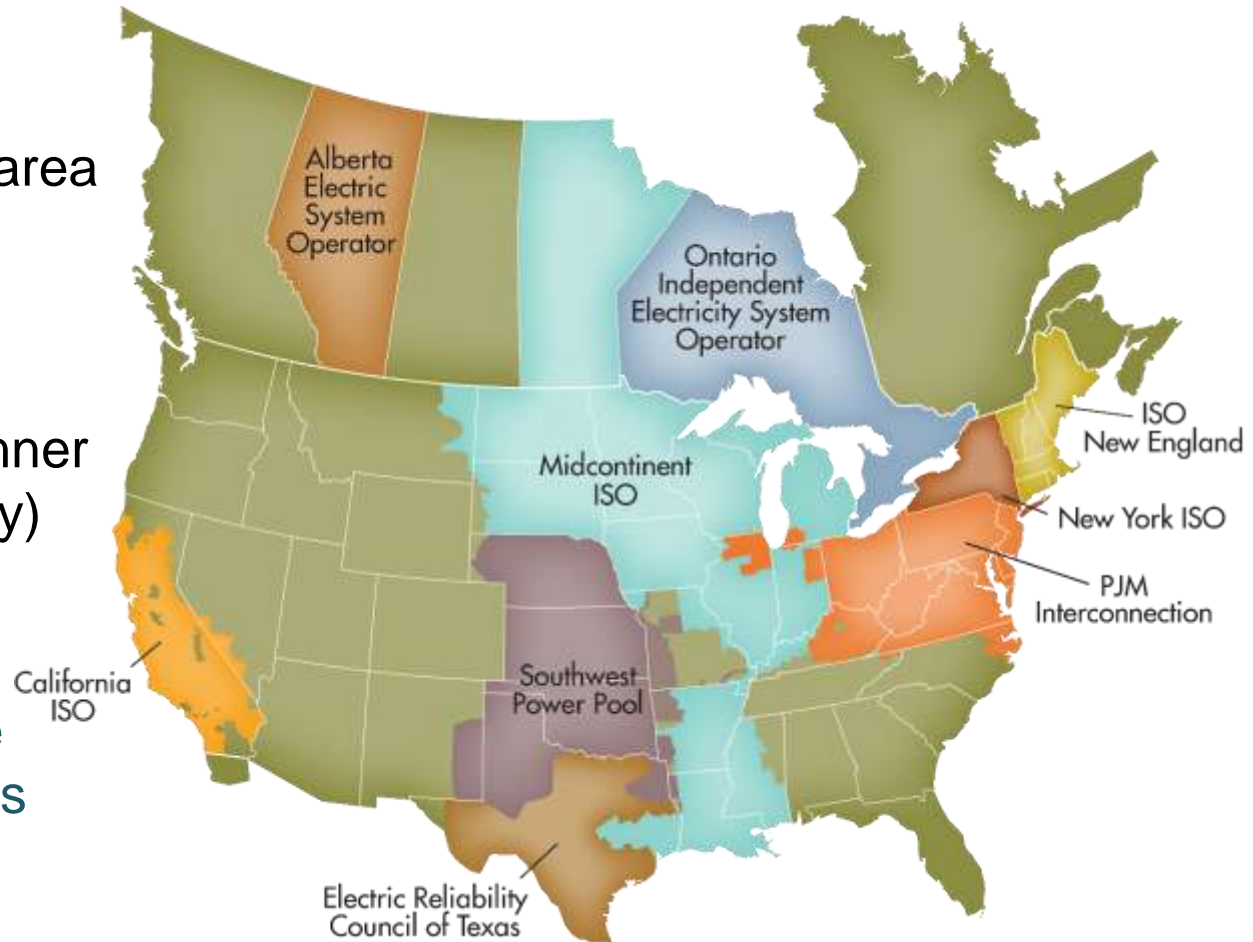 area
nner
y)
e
s
Alberta
Electric
System
Operator
Ontario
Independent
Electricity System
Operator
Midcontinent
ISO
ISO
New England
New York ISO
PJM
Interconnection
California
ISO
Southwest
Power Pool
Electric Reliability
Council of Texas